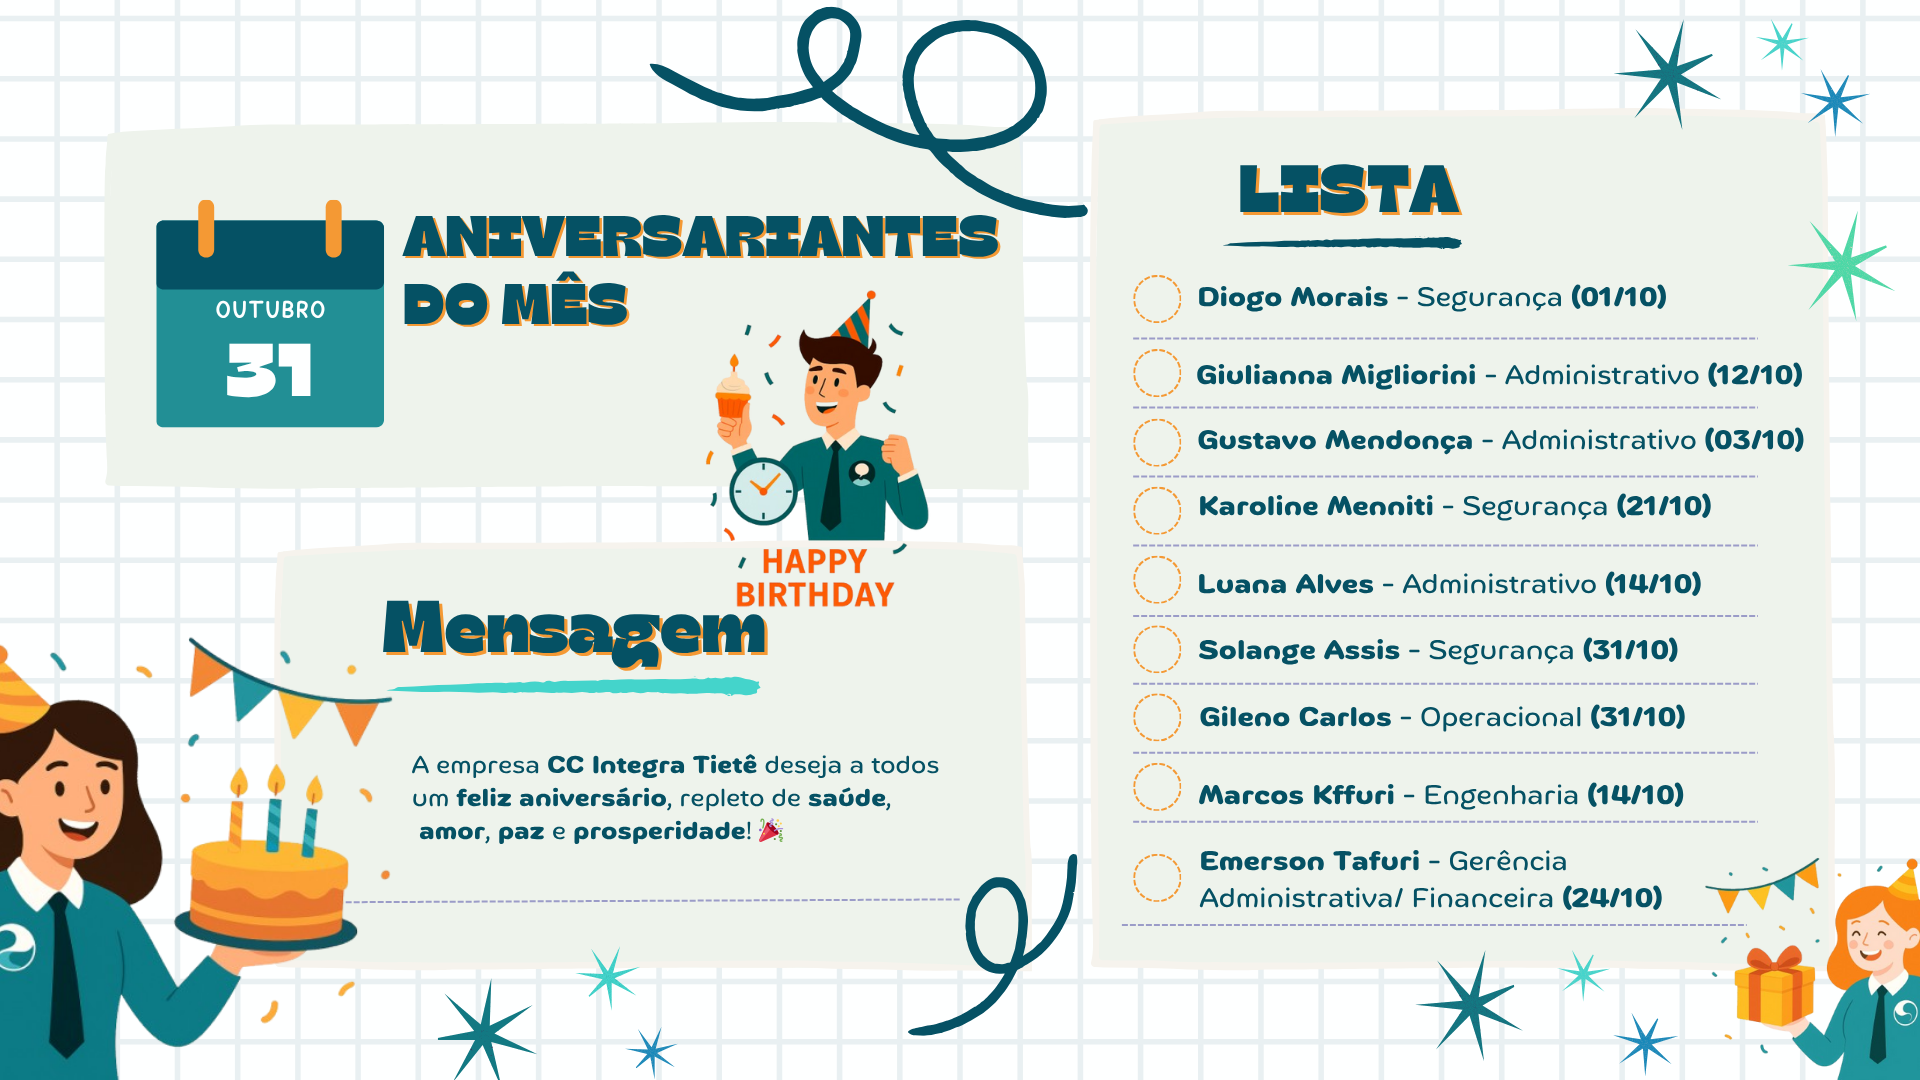 ANIVERSARIANTES
DO MÊS
OUTUBRO
31
HAPPY
BIRTHDAY
Mensagem
A empresa CC Integra Tietê deseja a todos
um feliz aniversário, repleto de saúde,
amor, paz e prosperidade! 🎉
LISTA
Diogo Morais - Segurança (01/10)
Giulianna Migliorini - Administrativo (12/10)
Gustavo Mendonça - Administrativo (03/10)
Karoline Menniti - Segurança (21/10)
Luana Alves - Administrativo (14/10)
Solange Assis - Segurança (31/10)
Gileno Carlos - Operacional (31/10)
Marcos Kffuri - Engenharia (14/10)
Emerson Tafuri - Gerência
Administrativa/ Financeira (24/10)